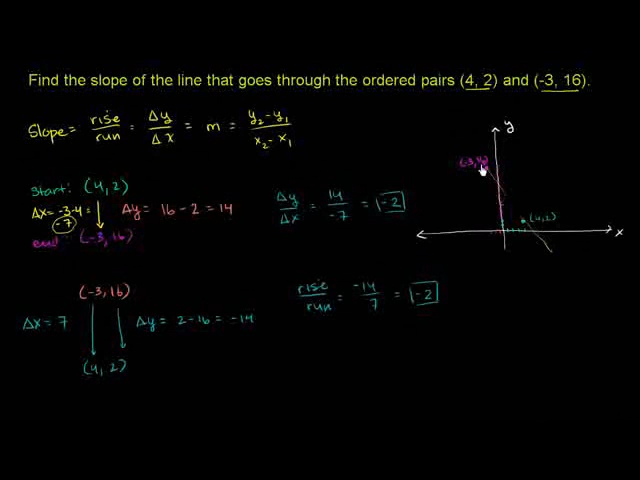 Find the slope of the line that goes through the ordered pairs (4, 2) and (-3, 16).
Slope = rise/run = Δy/Δx = m = y₂-y₁/x₂-x₁
start: (4,2)
Δx = -3-4 = -7
Δy = 16-2 = 14
end: (-3,16)
Δy/Δx = 14/-7 = -2
(-3,16)
Δx = 7
Δy = 2-16 = -14
(4,2)
rise/run = -14/7 = -2
y
(-3,16)
(4,2)
x